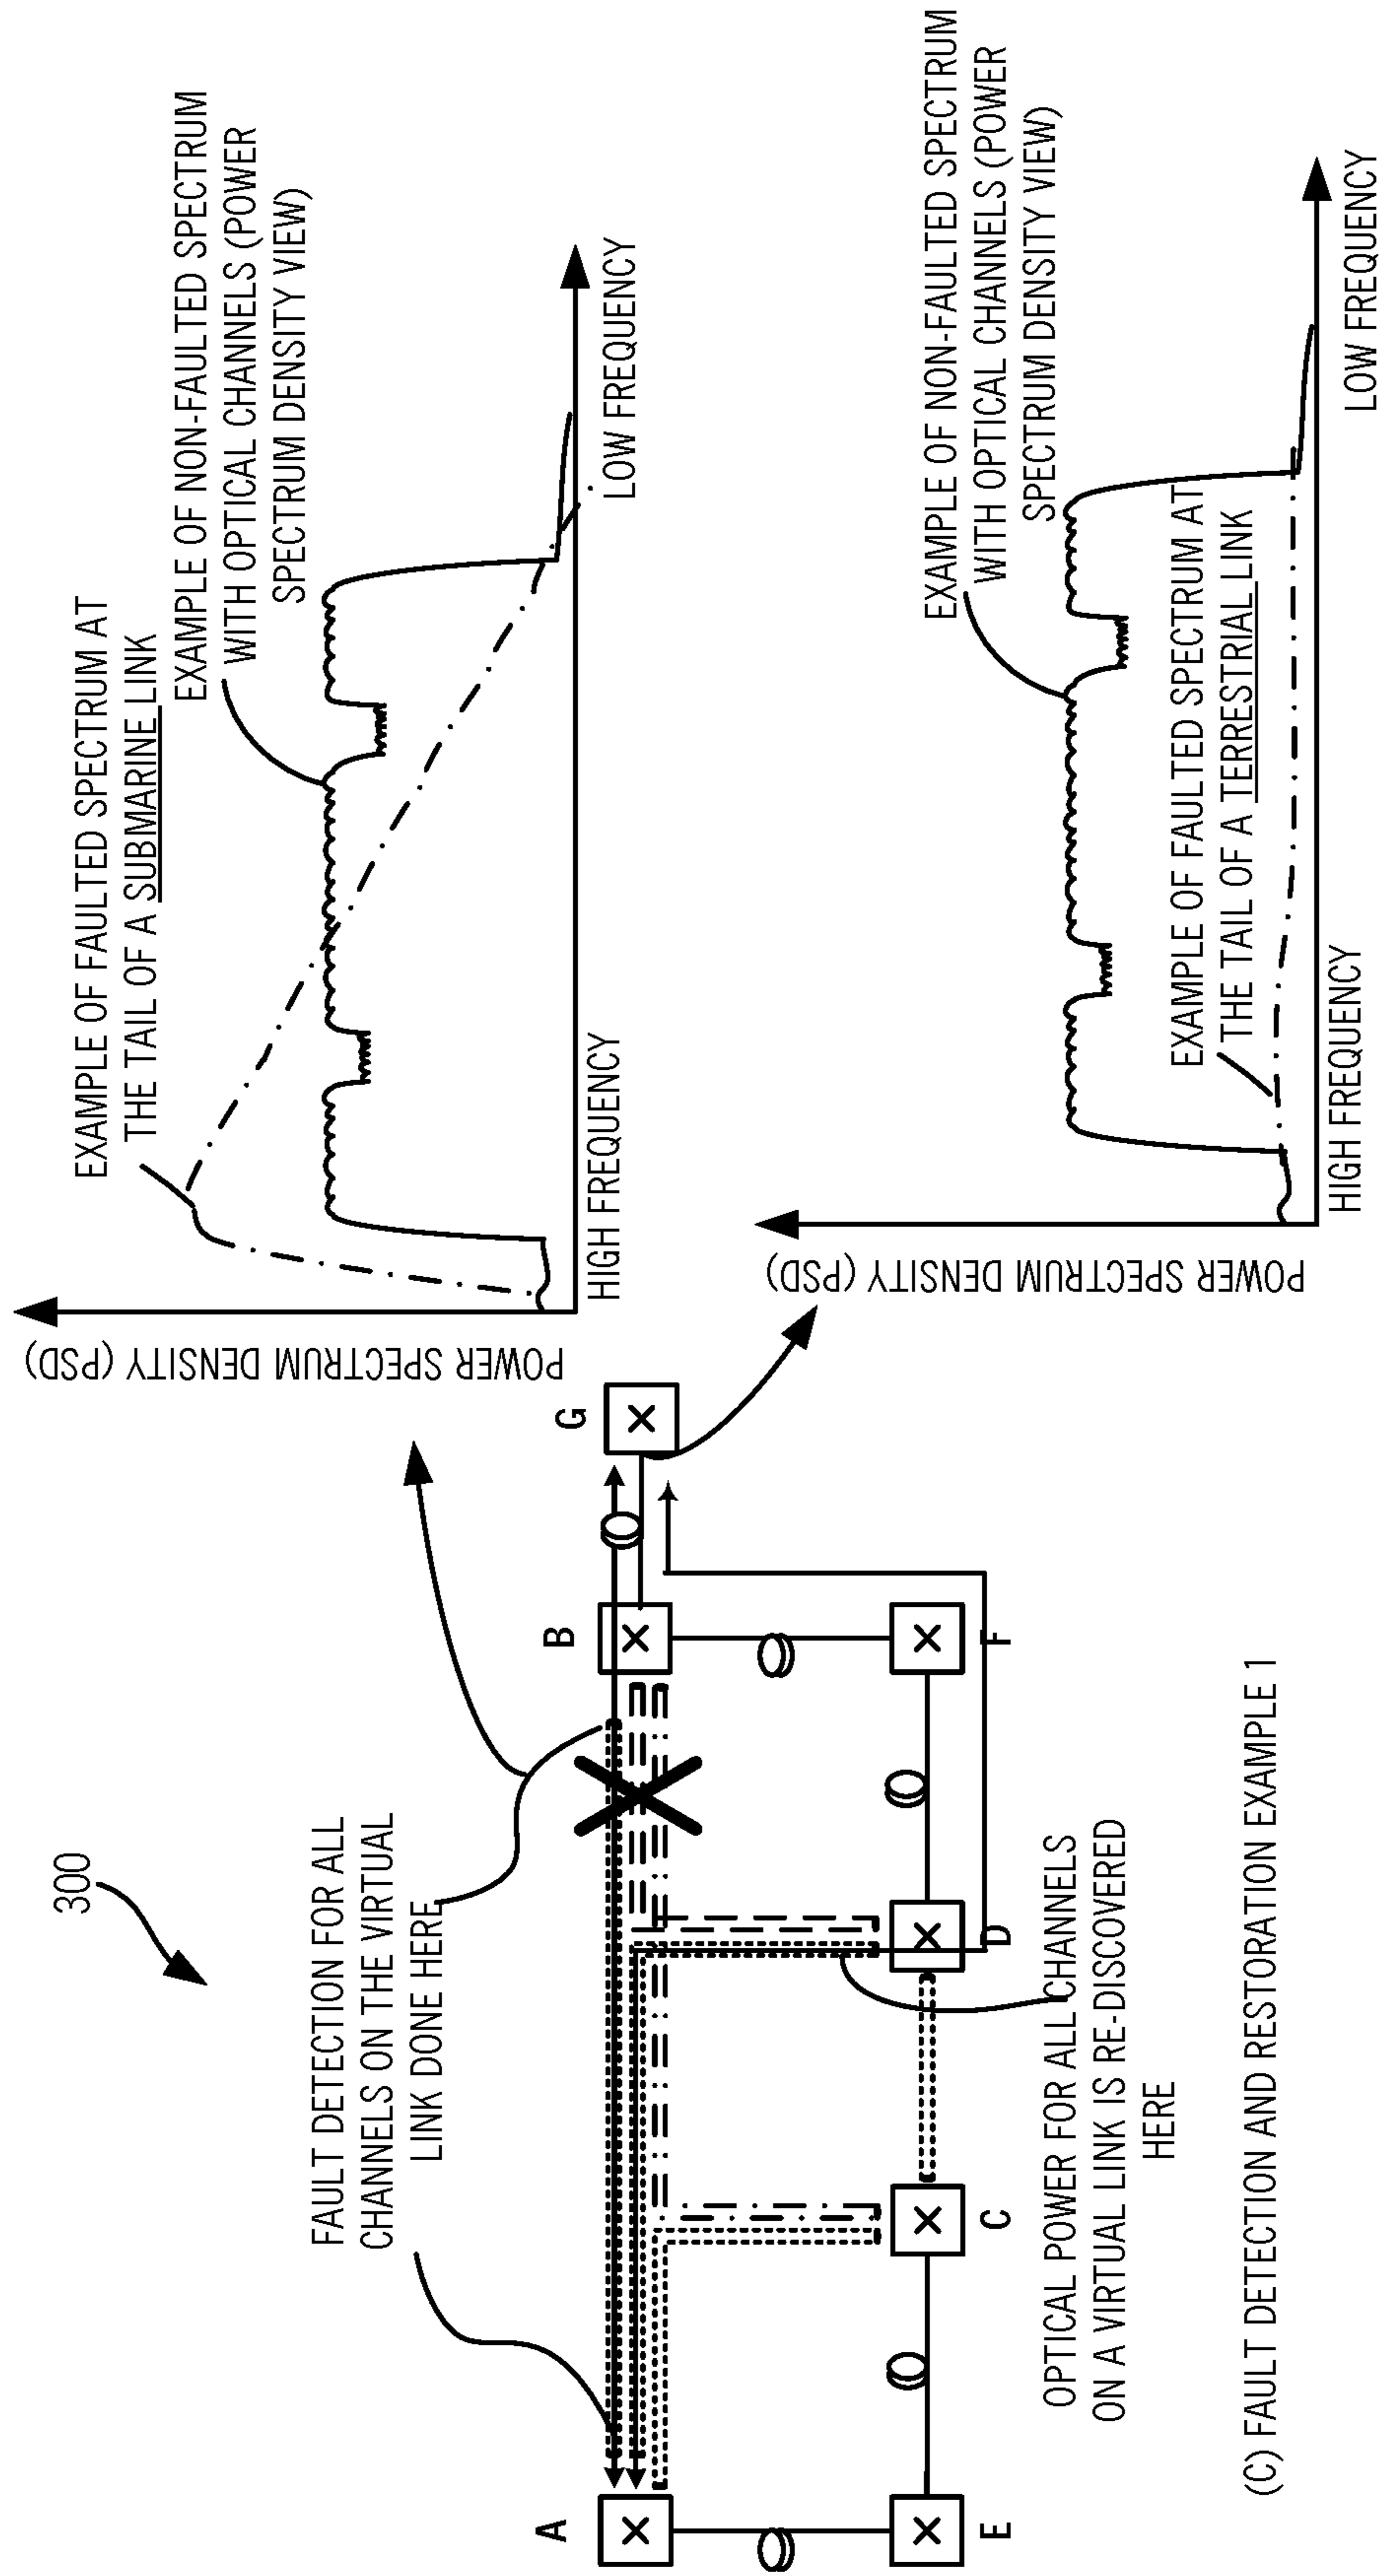 300
FAULT DETECTION FOR ALL
CHANNELS ON THE VIRTUAL
LINK DONE HERE
A
B
G
E
C
D
F
OPTICAL POWER FOR ALL CHANNELS
ON A VIRTUAL LINK IS RE-DISCOVERED
HERE
(C) FAULT DETECTION AND RESTORATION EXAMPLE 1
POWER SPECTRUM DENSITY (PSD)
EXAMPLE OF FAULTED SPECTRUM AT
THE TAIL OF A SUBMARINE LINK
EXAMPLE OF NON-FAULTED SPECTRUM
WITH OPTICAL CHANNELS (POWER
SPECTRUM DENSITY VIEW)
HIGH FREQUENCY
LOW FREQUENCY
POWER SPECTRUM DENSITY (PSD)
EXAMPLE OF NON-FAULTED SPECTRUM
WITH OPTICAL CHANNELS (POWER
SPECTRUM DENSITY VIEW)
EXAMPLE OF FAULTED SPECTRUM AT
THE TAIL OF A TERRESTRIAL LINK
HIGH FREQUENCY
LOW FREQUENCY